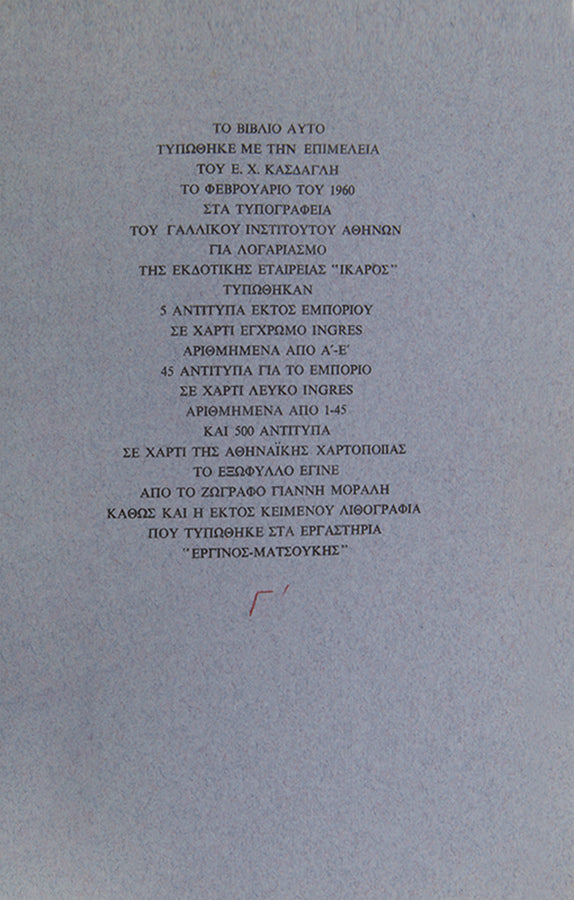 ΤΟ ΒΙΒΛΙΟ ΑΥΤΟ
ΤΥΠΩΘΗΚΕ ΜΕ ΤΗΝ ΕΠΙΜΕΛΕΙΑ
ΤΟΥ Ε. Χ. ΚΑΣΔΑΓΛΗ
ΤΟ ΦΕΒΡΟΥΑΡΙΟ ΤΟΥ 1960
ΣΤΑ ΤΥΠΟΓΡΑΦΕΙΑ
ΤΟΥ ΓΑΛΛΙΚΟΥ ΙΝΣΤΙΤΟΥΤΟΥ ΑΘΗΝΩΝ
ΓΙΑ ΛΟΓΑΡΙΑΣΜΟ
ΤΗΣ ΕΚΔΟΤΙΚΗΣ ΕΤΑΙΡΕΙΑΣ "ΙΚΑΡΟΣ"
ΤΥΠΩΘΗΚΑΝ
5 ΑΝΤΙΤΥΠΑ ΕΚΤΟΣ ΕΜΠΟΡΙΟΥ
ΣΕ ΧΑΡΤΙ ΕΓΧΡΩΜΟ INGRES
ΑΡΙΘΜΗΜΕΝΑ ΑΠΟ Α΄-Ε΄
45 ΑΝΤΙΤΥΠΑ ΓΙΑ ΤΟ ΕΜΠΟΡΙΟ
ΣΕ ΧΑΡΤΙ ΛΕΥΚΟ INGRES
ΑΡΙΘΜΗΜΕΝΑ ΑΠΟ 1-45
ΚΑΙ 500 ΑΝΤΙΤΥΠΑ
ΣΕ ΧΑΡΤΙ ΤΗΣ ΑΘΗΝΑΪΚΗΣ ΧΑΡΤΟΠΟΙΙΑΣ
ΤΟ ΕΞΩΦΥΛΛΟ ΕΓΙΝΕ
ΑΠΟ ΤΟ ΖΩΓΡΑΦΟ ΓΙΑΝΝΗ ΜΟΡΑΛΗ
ΚΑΘΩΣ ΚΑΙ Η ΕΚΤΟΣ ΚΕΙΜΕΝΟΥ ΛΙΘΟΓΡΑΦΙΑ
ΠΟΥ ΤΥΠΩΘΗΚΕ ΣΤΑ ΕΡΓΑΣΤΗΡΙΑ
"ΕΡΓΙΝΟΣ-ΜΑΤΣΟΥΚΗΣ"
Γ΄